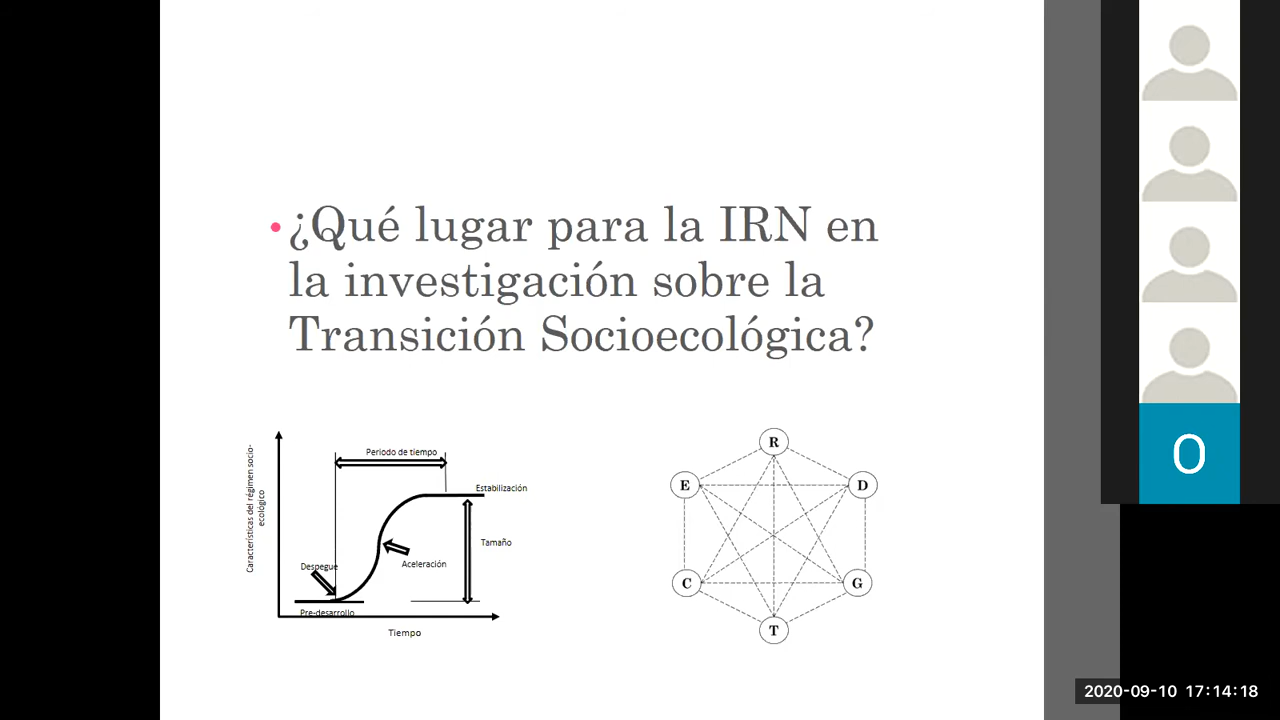 • ¿Qué lugar para la IRN en
la investigación sobre la
Transición Socioecológica?
Características del régimen socio-
ecológico
Periodo de tiempo
Estabilización
Tamaño
Despegue
Aceleración
Pre-desarrollo
Tiempo
R
E
D
C
G
T
O
2020-09-10 17:14:18